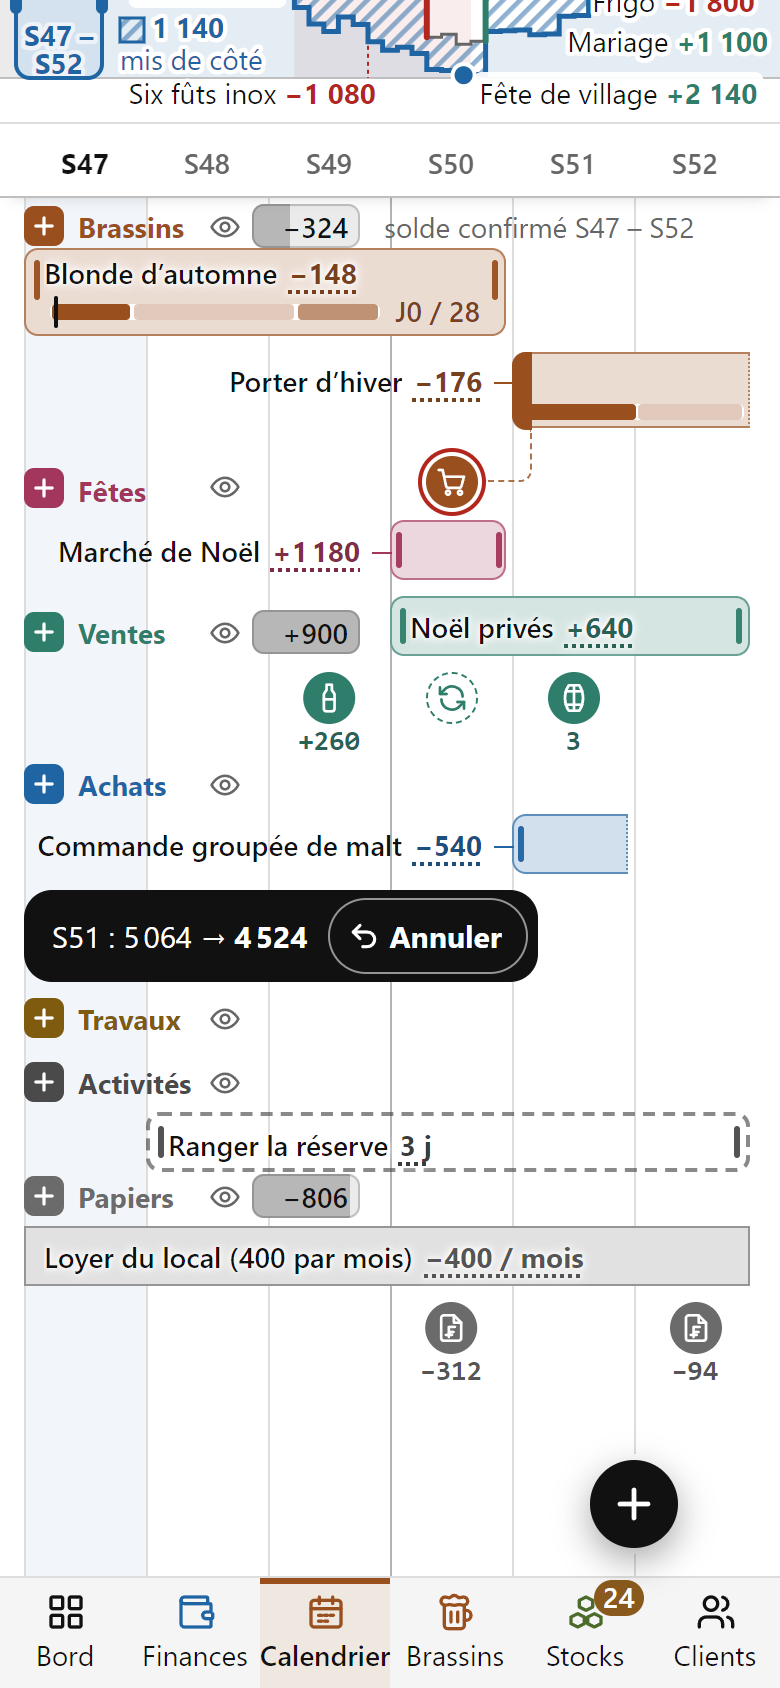 Frigo −1 800
S47 –
S52
1 140
mis de côté
Mariage +1 100
Six fûts inox −1 080
Fête de village +2 140
S47 S48 S49 S50 S51 S52
Brassins −324 solde confirmé S47 – S52
Blonde d’automne −148
J0 / 28
Porter d’hiver −176
Fêtes
Marché de Noël +1 180
Ventes +900
Noël privés +640
+260 3
Achats
Commande groupée de malt −540
S51 : 5 064 → 4 524 Annuler
Travaux
Activités
Ranger la réserve 3 j
Papiers −806
Loyer du local (400 par mois) −400 / mois
−312 −94
24
Bord Finances Calendrier Brassins Stocks Clients